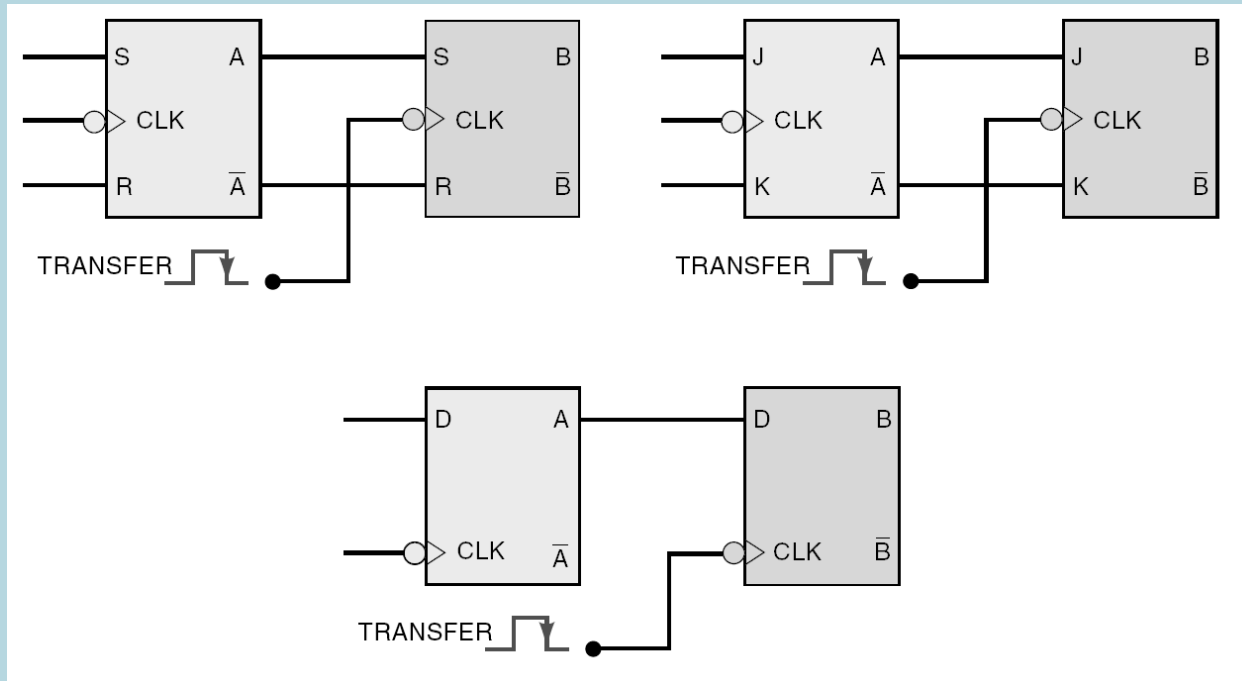 S A S B J A J B
CLK CLK CLK CLK
R A̅ R B̅ K A̅ K B̅
TRANSFER TRANSFER
D A D B
CLK A̅ CLK B̅
TRANSFER